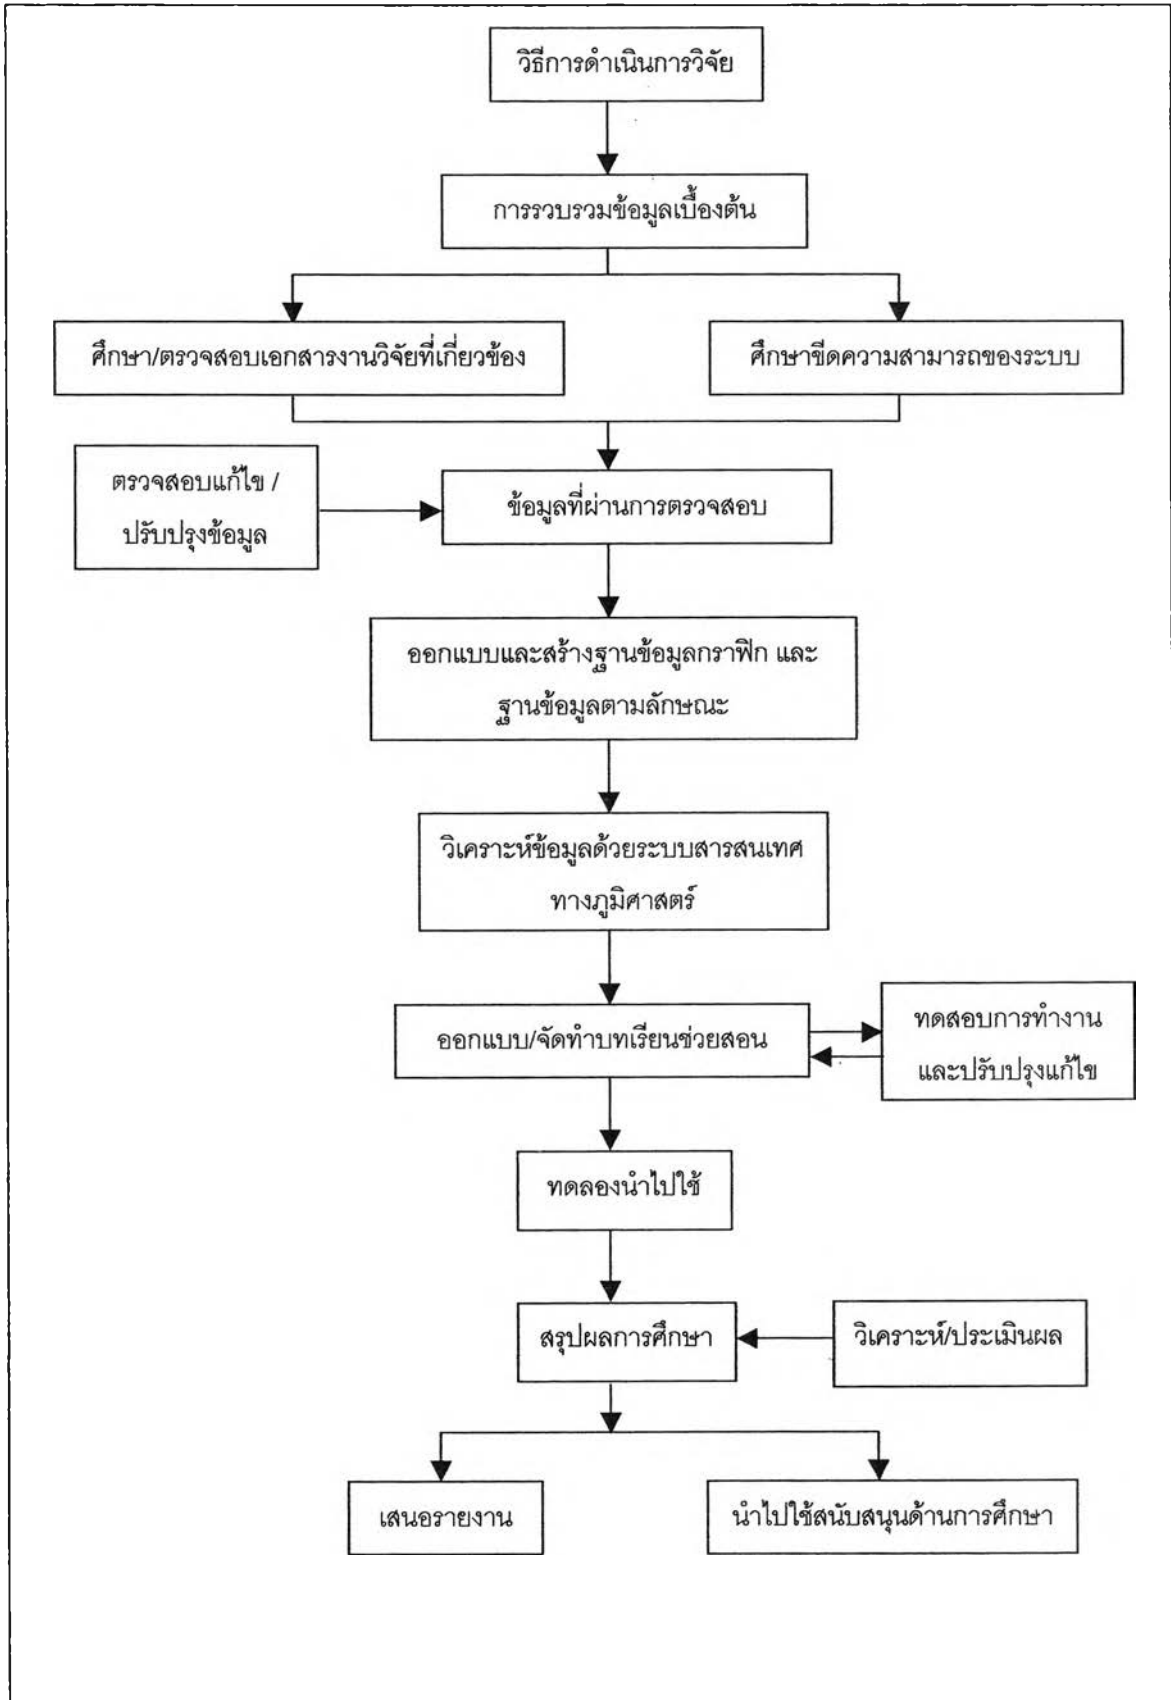 วิธีการดำเนินการวิจัย
การรวบรวมข้อมูลเบื้องต้น
ศึกษา/ตรวจสอบเอกสารงานวิจัยที่เกี่ยวข้อง
ศึกษาขีดความสามารถของระบบ
ตรวจสอบแก้ไข /
ปรับปรุงข้อมูล
ข้อมูลที่ผ่านการตรวจสอบ
ออกแบบและสร้างฐานข้อมูลกราฟิก และ
ฐานข้อมูลตามลักษณะ
วิเคราะห์ข้อมูลด้วยระบบสารสนเทศ
ทางภูมิศาสตร์
ออกแบบ/จัดทำบทเรียนช่วยสอน
ทดสอบการทำงาน
และปรับปรุงแก้ไข
ทดลองนำไปใช้
สรุปผลการศึกษา
วิเคราะห์/ประเมินผล
เสนอรายงาน
นำไปใช้สนับสนุนด้านการศึกษา